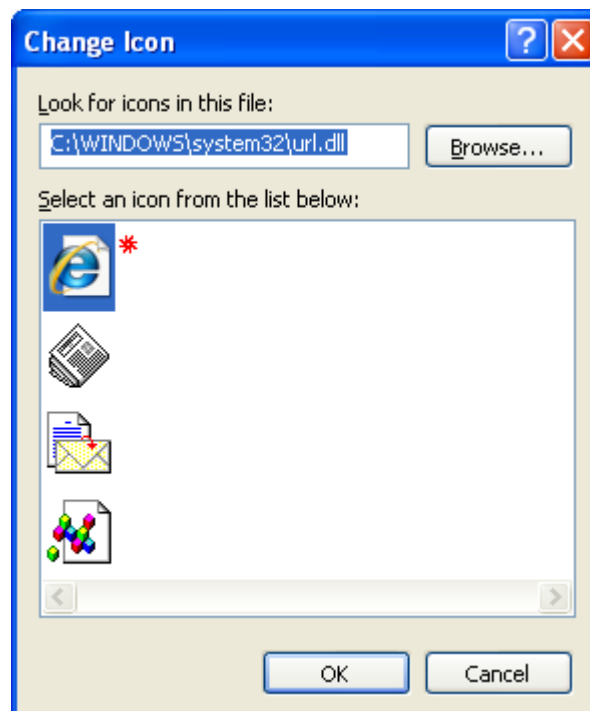 Change Icon
Look for icons in this file:
C:\WINDOWS\system32\url.dll
Browse...
Select an icon from the list below:
OK
Cancel